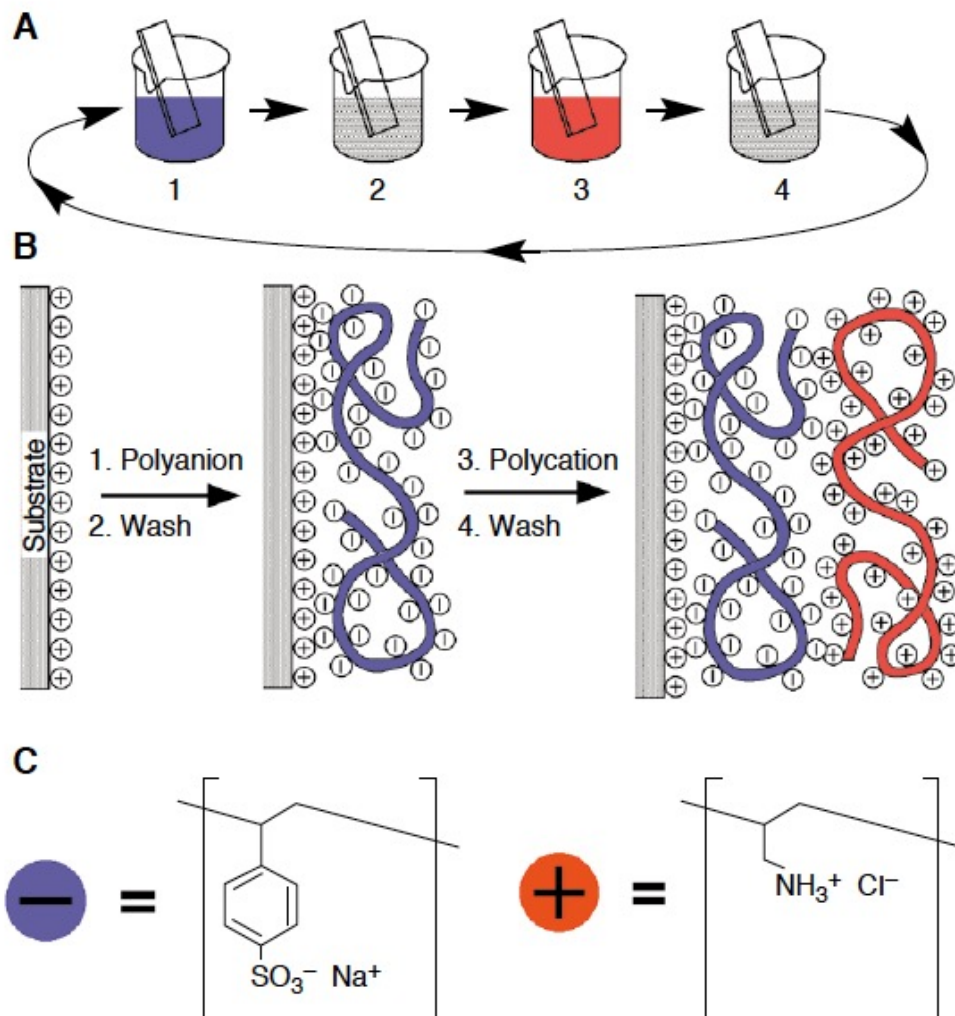 A
1 2 3 4
B
Substrate
1. Polyanion
2. Wash
3. Polycation
4. Wash
C
− = SO₃⁻ Na⁺
+ = NH₃⁺ Cl⁻